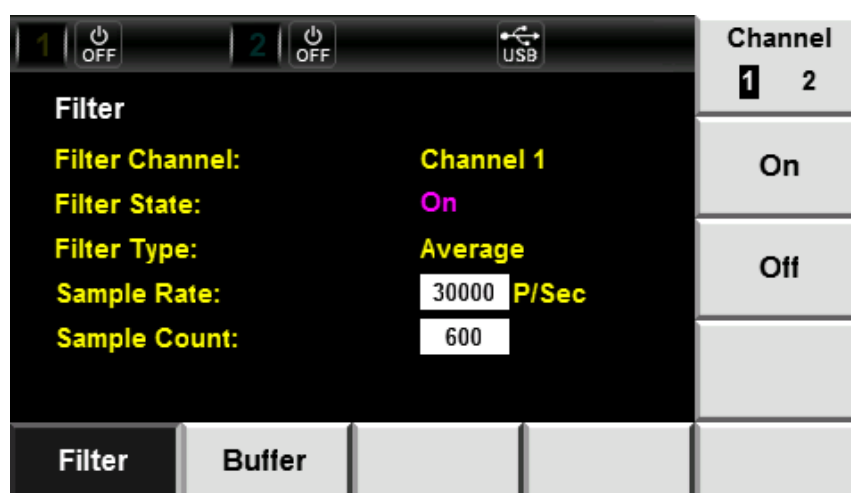 1 OFF 2 OFF USB
Channel
1 2
Filter
Filter Channel: Channel 1
On
Filter State: On
Filter Type: Average
Off
Sample Rate: 30000 P/Sec
Sample Count: 600
Filter Buffer